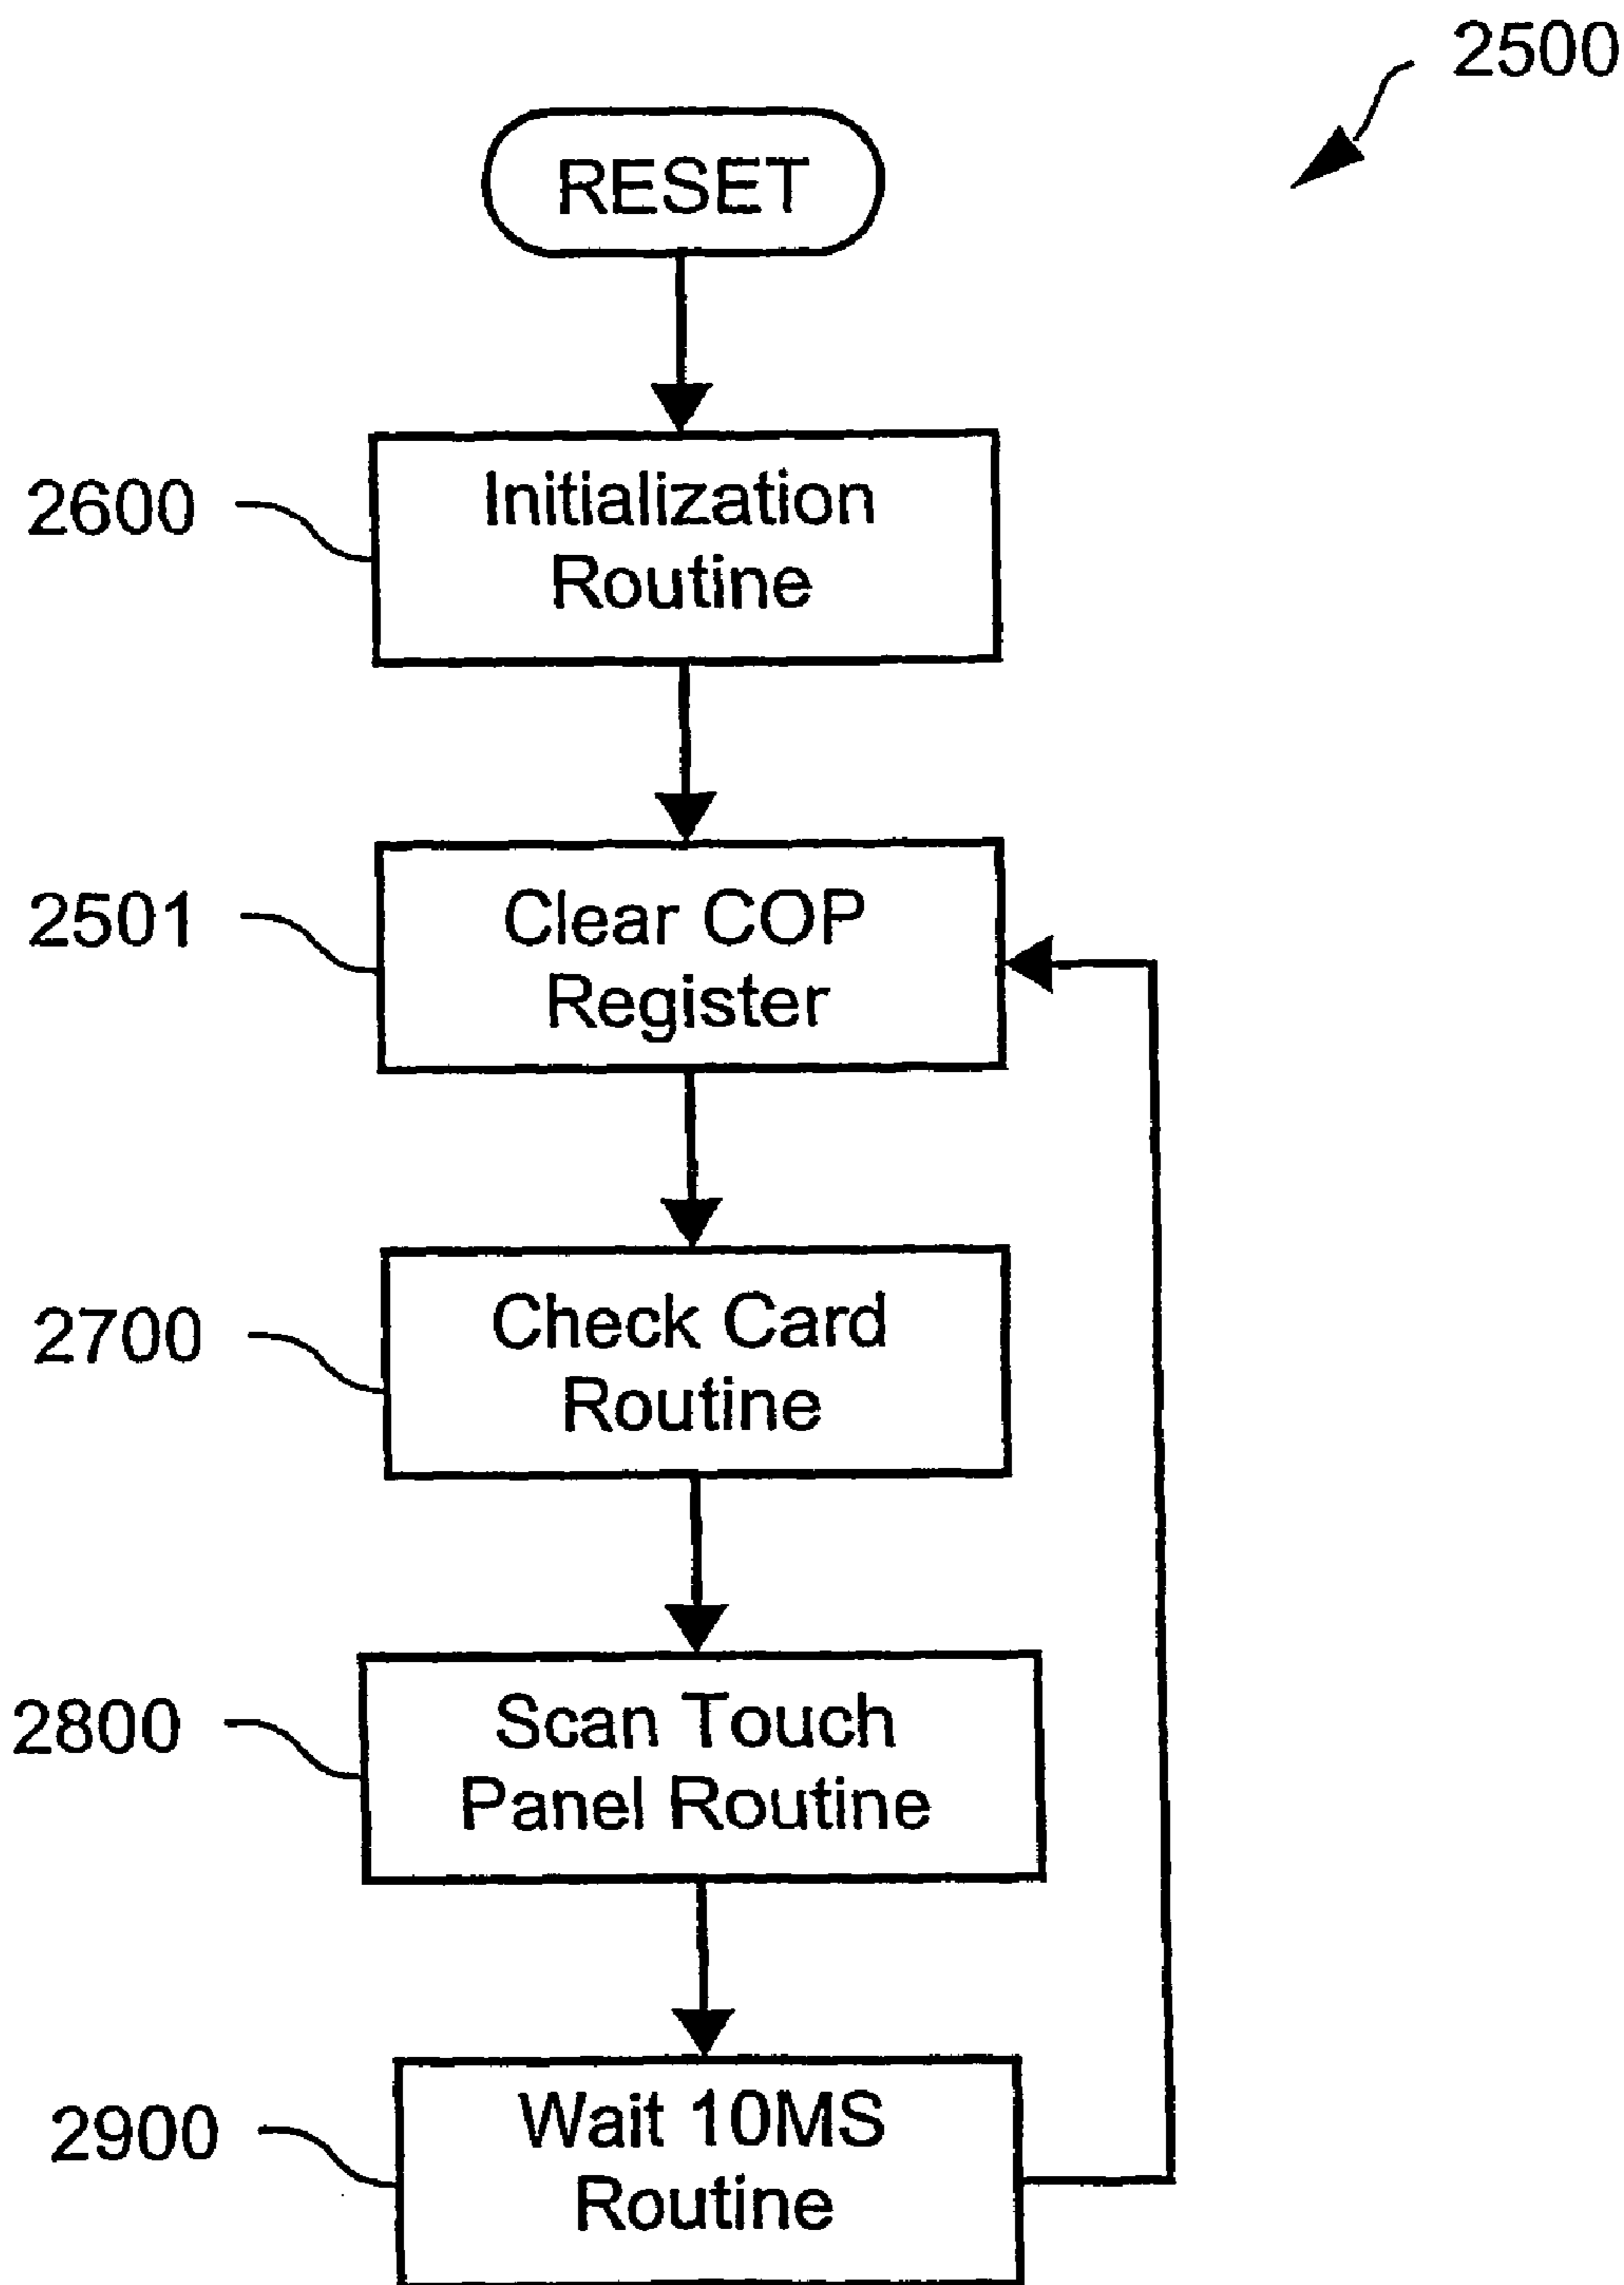 2500
RESET
2600
Initialization
Routine
2501
Clear COP
Register
2700
Check Card
Routine
2800
Scan Touch
Panel Routine
2900
Wait 10MS
Routine